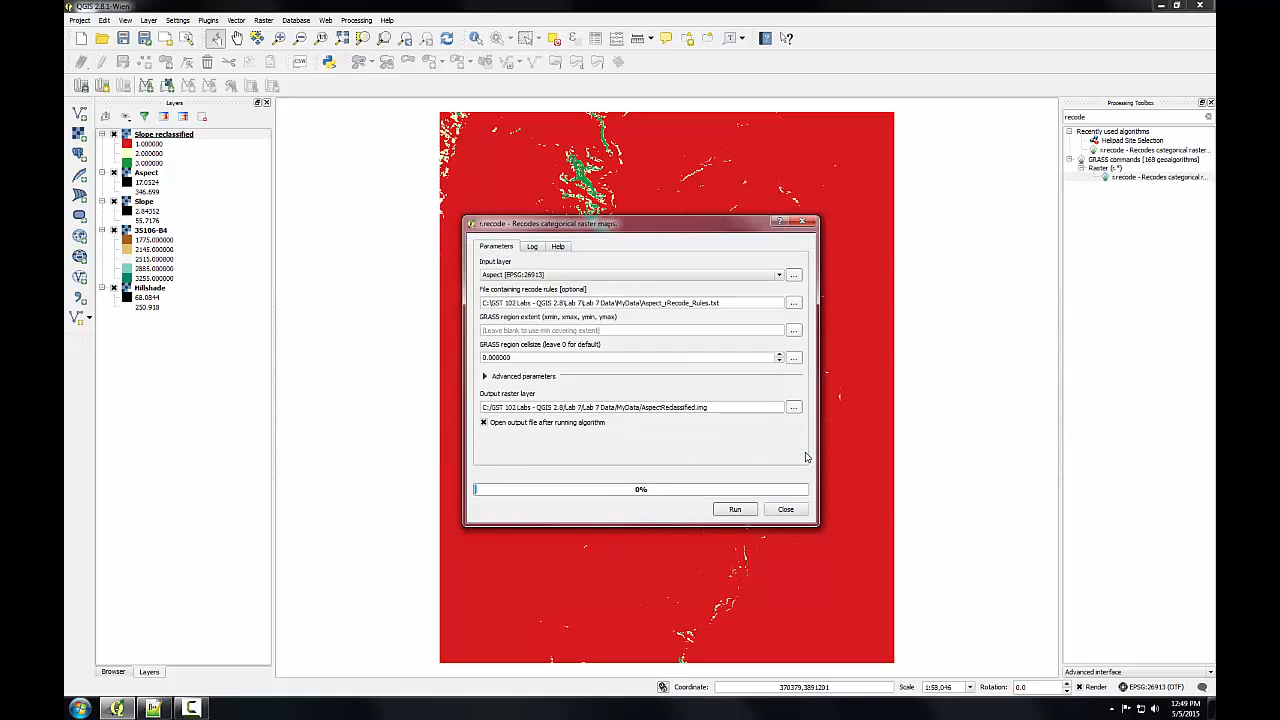 QGIS 2.8.1-Wien
Project Edit View Layer Settings Plugins Vector Raster Database Web Processing Help
CSW
Layers
Slope reclassified
1.000000
2.000000
3.000000
Aspect
17.0524
346.699
Slope
2.84352
55.7176
35106-B4
1775.000000
2145.000000
2515.000000
2885.000000
3255.000000
Hillshade
68.0844
250.918
Browser Layers
r.recode - Recodes categorical raster maps.
Parameters Log Help
Input layer
Aspect [EPSG:26913]
File containing recode rules [optional]
C:\GST 102 Labs - QGIS 2.8\Lab 7\Lab 7 Data\MyData\Aspect_rRecode_Rules.txt
GRASS region extent (xmin, xmax, ymin, ymax)
[Leave blank to use min covering extent]
GRASS region cellsize (leave 0 for default)
0.000000
Advanced parameters
Output raster layer
C:/GST 102 Labs - QGIS 2.8/Lab 7/Lab 7 Data/MyData/AspectReclassified.img
Open output file after running algorithm
0%
Run Close
Processing Toolbox
recode
Recently used algorithms
Helipad Site Selection
r.recode - Recodes categorical raster...
GRASS commands [168 geoalgorithms]
Raster (r.*)
r.recode - Recodes categorical r...
Advanced interface
Coordinate: 370379,3891201 Scale 1:58,046 Rotation: 0.0 Render EPSG:26913 (OTF)
12:49 PM
5/5/2015